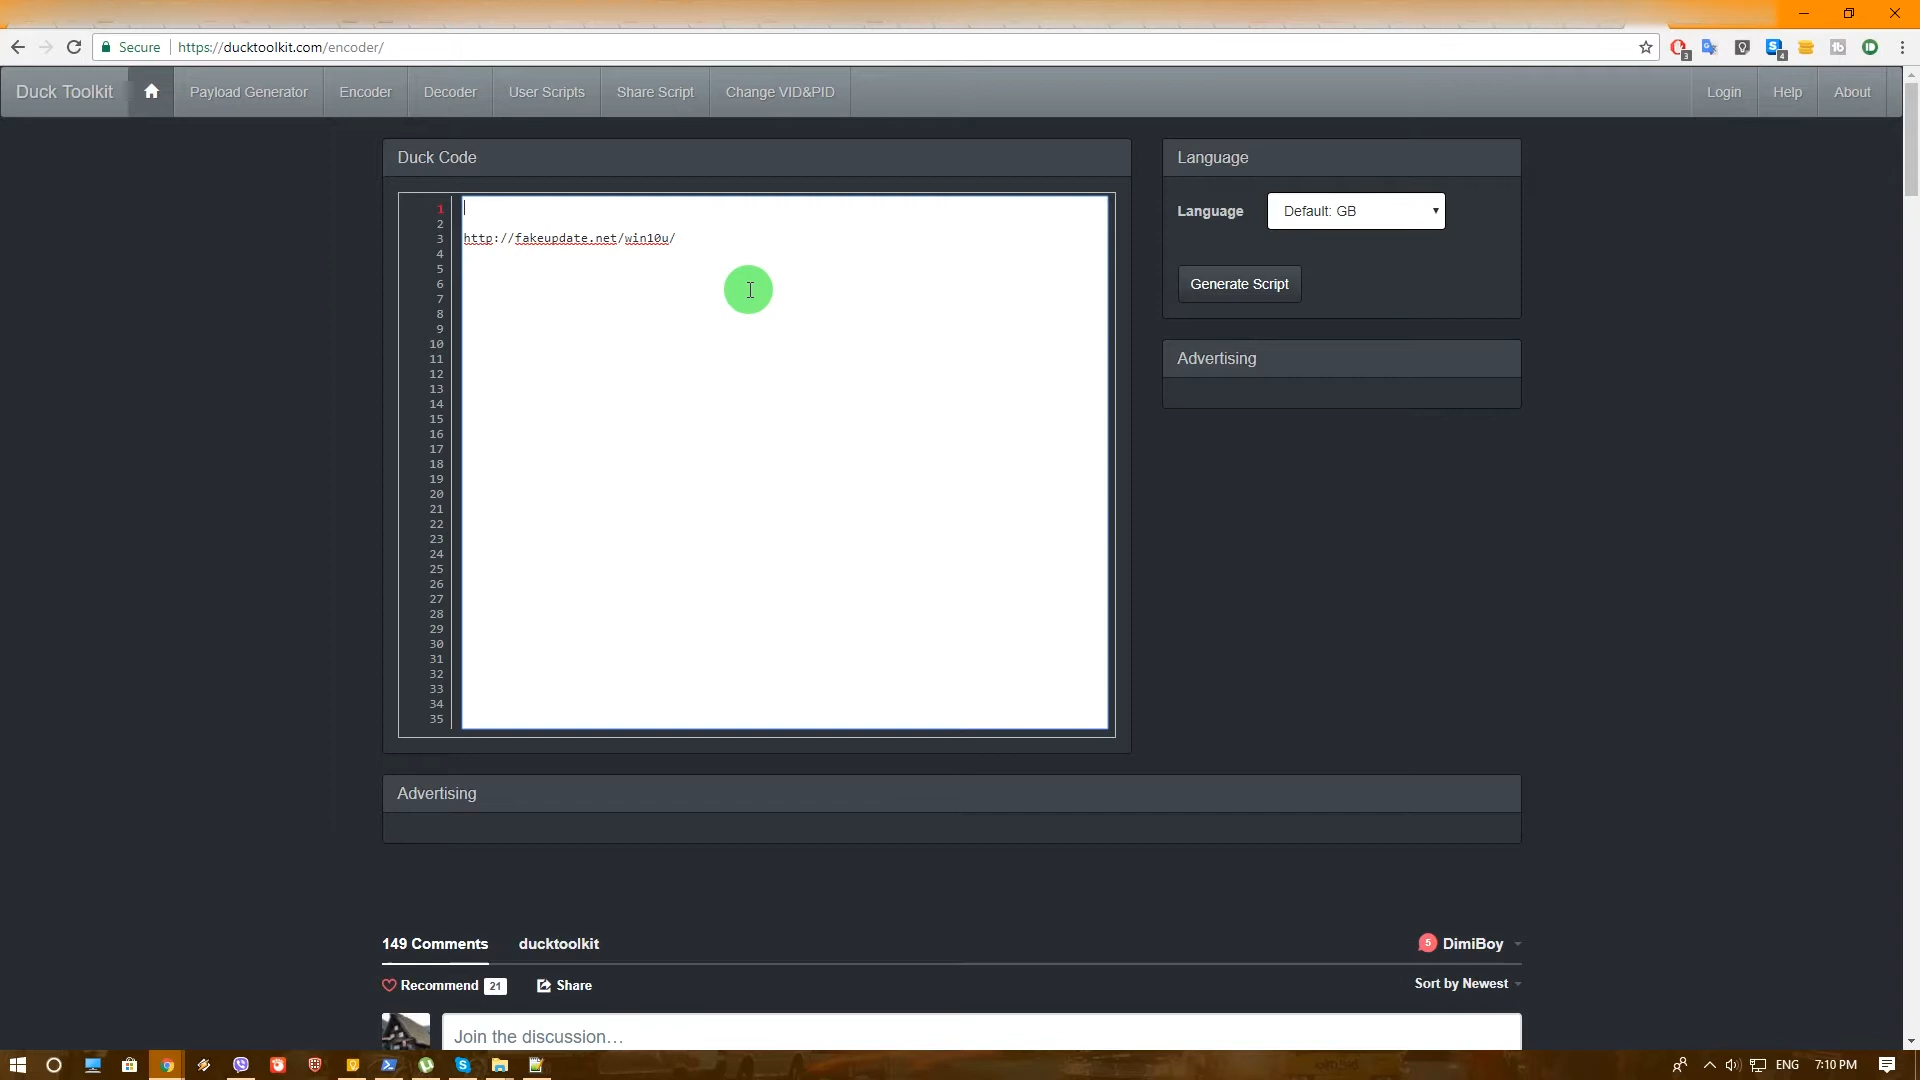 Secure https://ducktoolkit.com/encoder/
3
4
Duck Toolkit Payload Generator Encoder Decoder User Scripts Share Script Change VID&PID Login Help About
Duck Code
Language
1
2
3 http://fakeupdate.net/win10u/
4
5
6
7
8
9
10
11
12
13
14
15
16
17
18
19
20
21
22
23
24
25
26
27
28
29
30
31
32
33
34
35
Language Default: GB
Generate Script
Advertising
Advertising
149 Comments ducktoolkit 5 DimiBoy
Recommend 21 Share Sort by Newest
Join the discussion…
ENG 7:10 PM